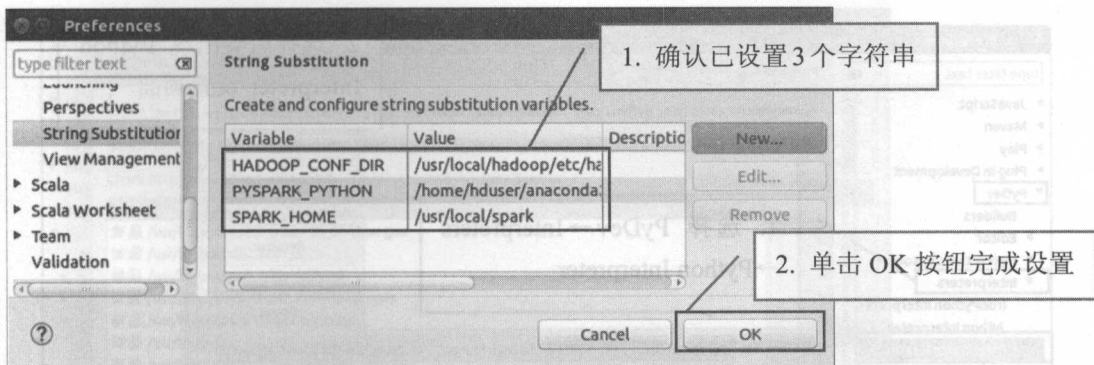 Preferences
type filter text
String Substitution
1. 确认已设置3个字符串
Launching
Perspectives
String Substitution
View Management
Scala
Scala Worksheet
Team
Validation
Create and configure string substitution variables.
Variable Value Descriptio
HADOOP_CONF_DIR /usr/local/hadoop/etc/ha
PYSPARK_PYTHON /home/hduser/anaconda
SPARK_HOME /usr/local/spark
New...
Edit...
Remove
2. 单击 OK 按钮完成设置
Cancel
OK